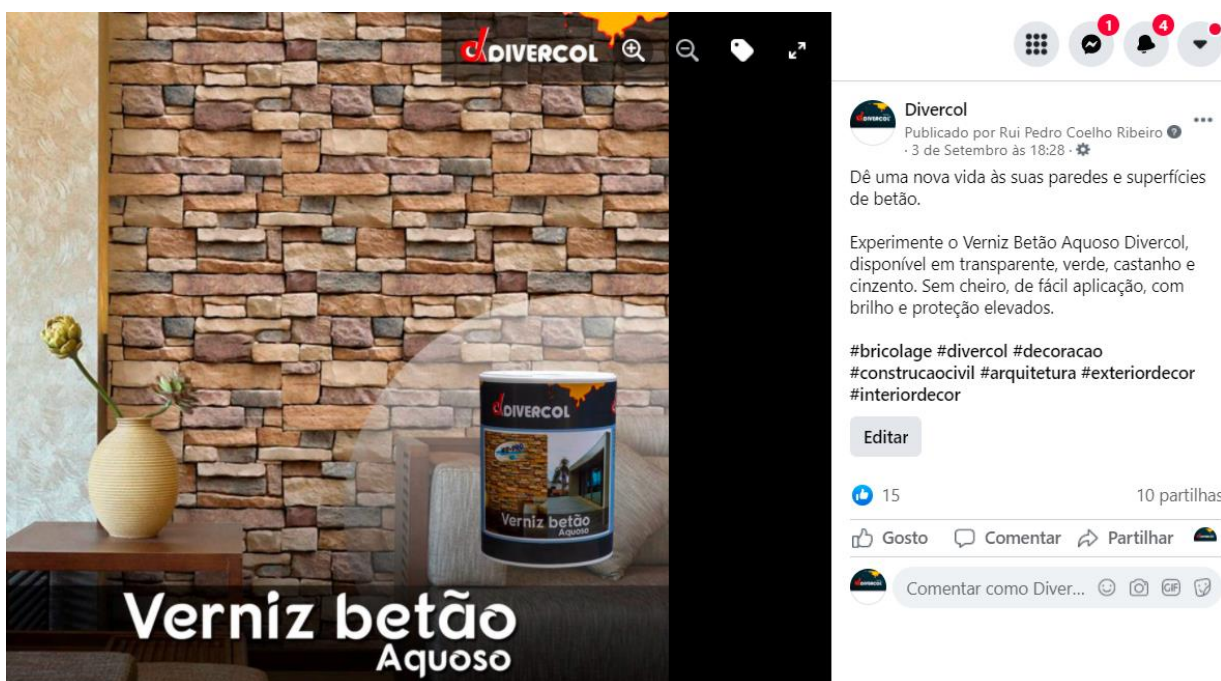 DIVERCOL
DIVERCOL
Verniz betão
Aquoso
Verniz betão
Aquoso
1
4
Divercol
Publicado por Rui Pedro Coelho Ribeiro
· 3 de Setembro às 18:28 ·
Dê uma nova vida às suas paredes e superfícies
de betão.
Experimente o Verniz Betão Aquoso Divercol,
disponível em transparente, verde, castanho e
cinzento. Sem cheiro, de fácil aplicação, com
brilho e proteção elevados.
#bricolage #divercol #decoracao
#construcaocivil #arquitetura #exteriordecor
#interiordecor
Editar
15
10 partilhas
Gosto
Comentar
Partilhar
Comentar como Diver...
GIF